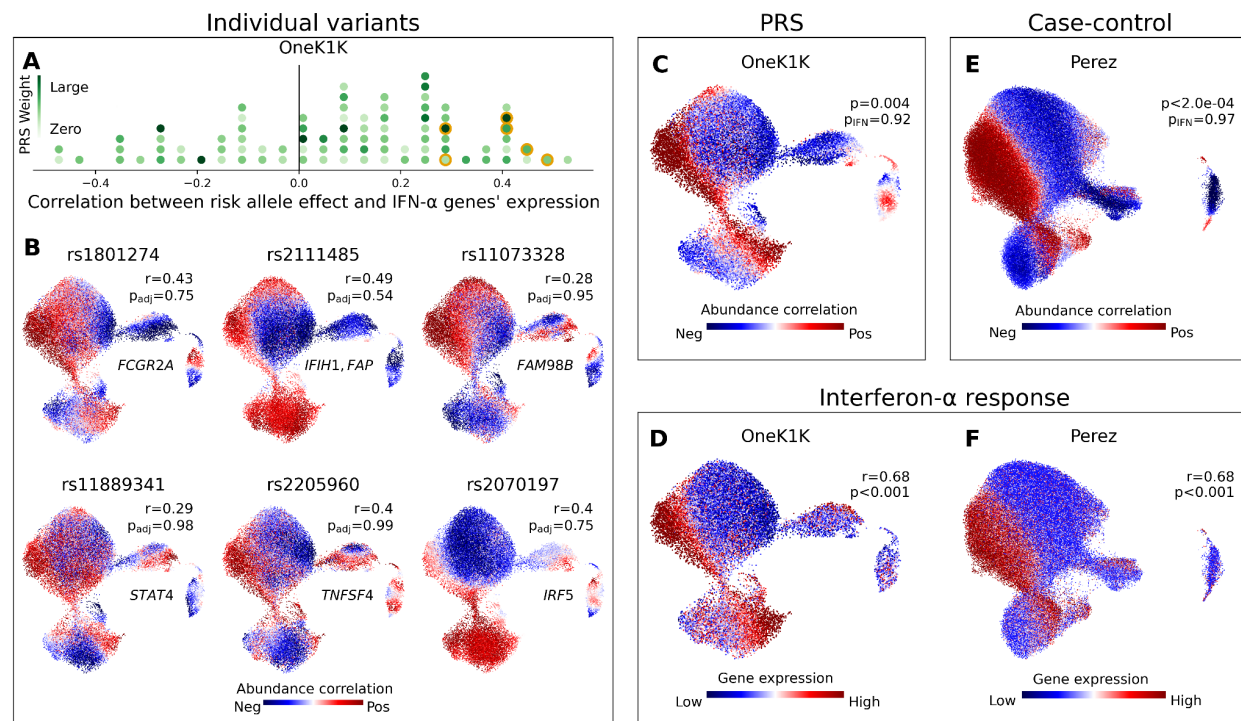 Individual variants
A
OneK1K
PRS Weight
Large
Zero
−0.4 −0.2 0.0 0.2 0.4
Correlation between risk allele effect and IFN-α genes' expression
B
rs1801274
r=0.43
padj=0.75
FCGR2A
rs2111485
r=0.49
padj=0.54
IFIH1, FAP
rs11073328
r=0.28
padj=0.95
FAM98B
rs11889341
r=0.29
padj=0.98
STAT4
rs2205960
r=0.4
padj=0.99
TNFSF4
rs2070197
r=0.4
padj=0.75
IRF5
Abundance correlation
Neg Pos
PRS
C
OneK1K
p=0.004
pIFN=0.92
Abundance correlation
Neg Pos
Case-control
E
Perez
p<2.0e-04
pIFN=0.97
Abundance correlation
Neg Pos
Interferon-α response
D
OneK1K
r=0.68
p<0.001
Gene expression
Low High
F
Perez
r=0.68
p<0.001
Gene expression
Low High